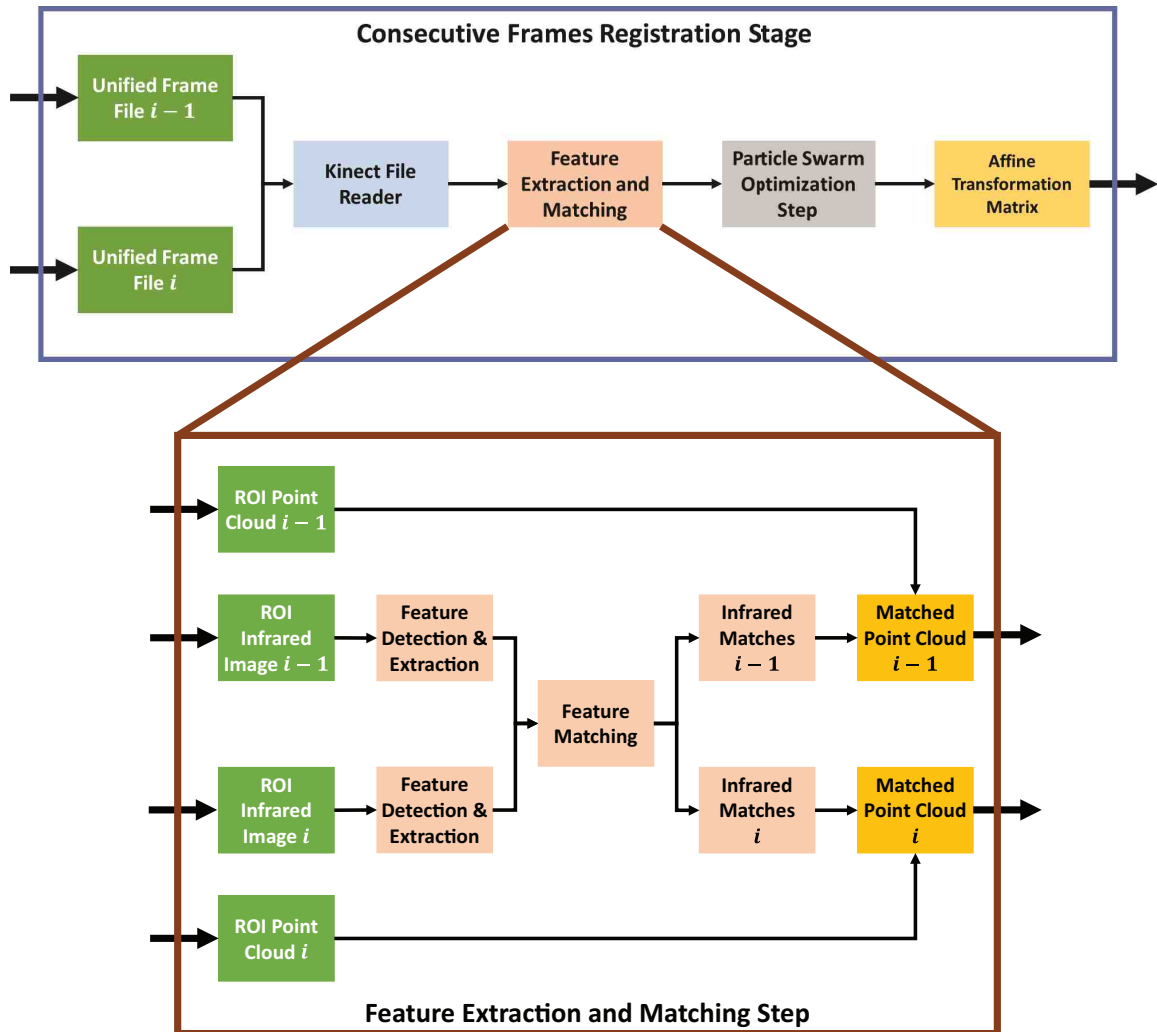 Consecutive Frames Registration Stage
Unified Frame
File i − 1
Unified Frame
File i
Kinect File
Reader
Feature
Extraction and
Matching
Particle Swarm
Optimization
Step
Affine
Transformation
Matrix
ROI Point
Cloud i − 1
ROI
Infrared
Image i − 1
Feature
Detection &
Extraction
ROI
Infrared
Image i
Feature
Detection &
Extraction
ROI Point
Cloud i
Feature
Matching
Infrared
Matches
i − 1
Matched
Point Cloud
i − 1
Infrared
Matches
i
Matched
Point Cloud
i
Feature Extraction and Matching Step